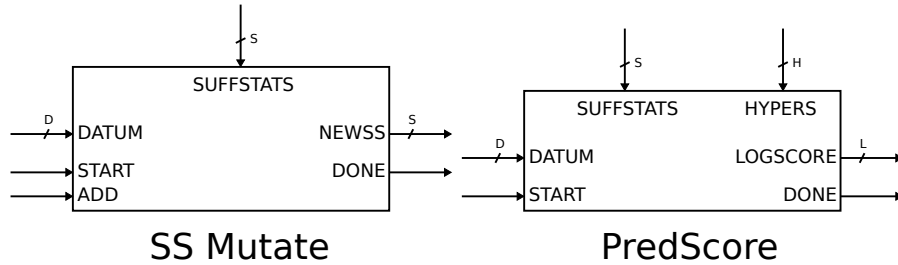 S
SUFFSTATS
D
DATUM
NEWSS
S
START
DONE
ADD
SS Mutate
S
H
SUFFSTATS
HYPERS
D
DATUM
LOGSCORE
L
START
DONE
PredScore